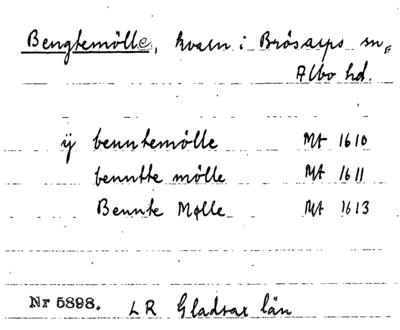 Bengtemölle, kvarn i Brösarps sn,
Albo hd.
ÿ benntemölle Mt 1610
benntte mölle Mt 1611
Bennte Mølle Mt 1613
Nr 5898. LR Gladsax län